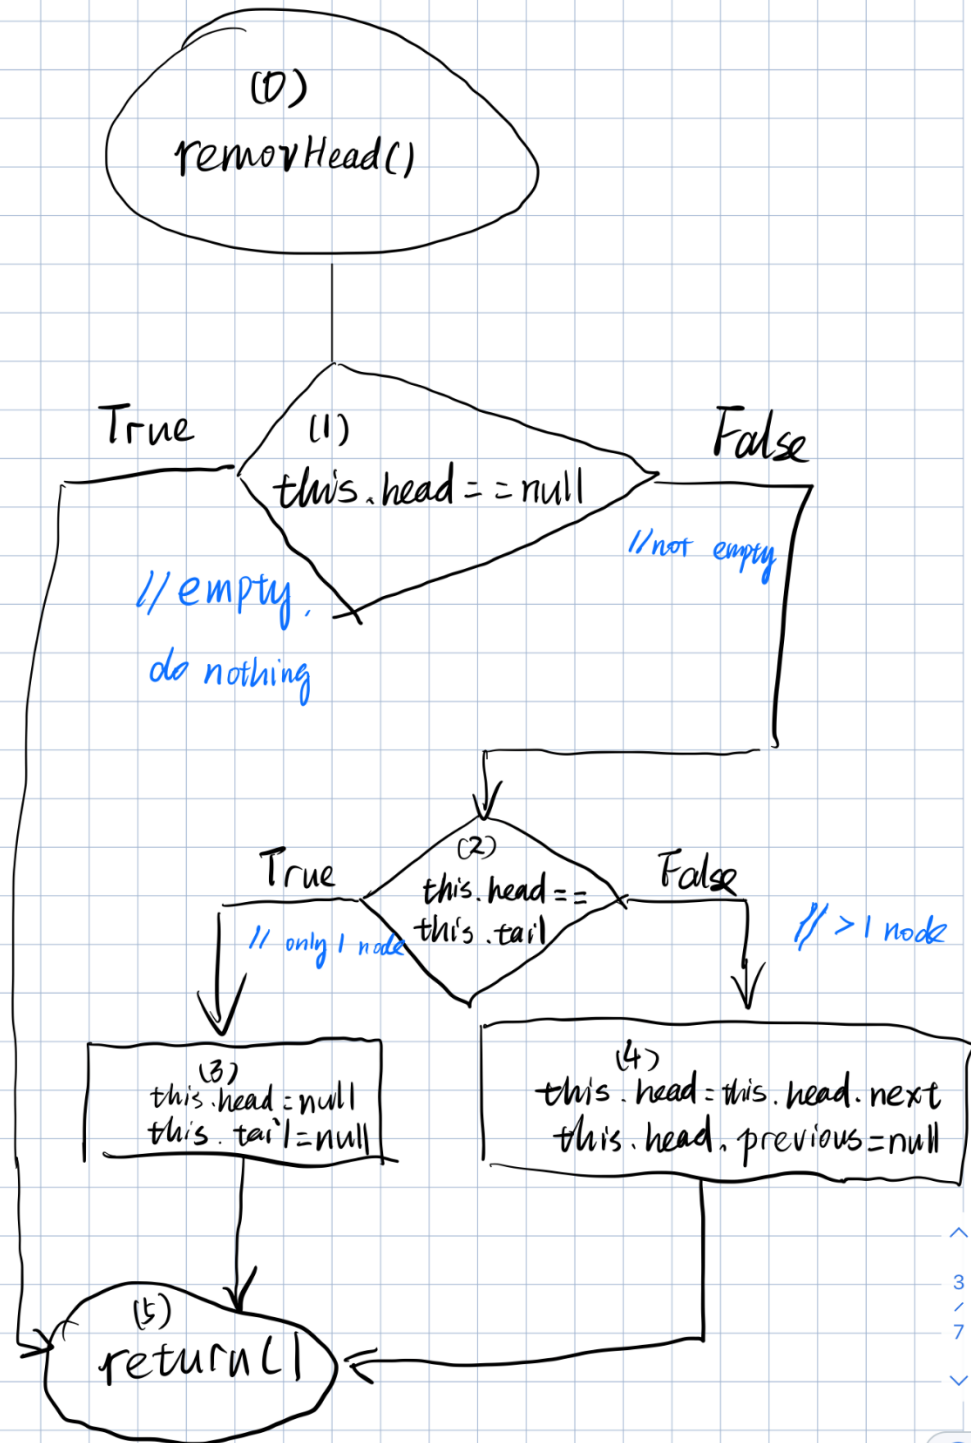 (0)
removHead()
True
(1)
False
this.head==null
//not empty
//empty,
do nothing
(2)
True
False
this.head==
this.tail
// only 1 node
// >1 node
(3)
this.head=null
this.tail=null
(4)
this.head=this.head.next
this.head.previous=null
(5)
return()
3
/
7